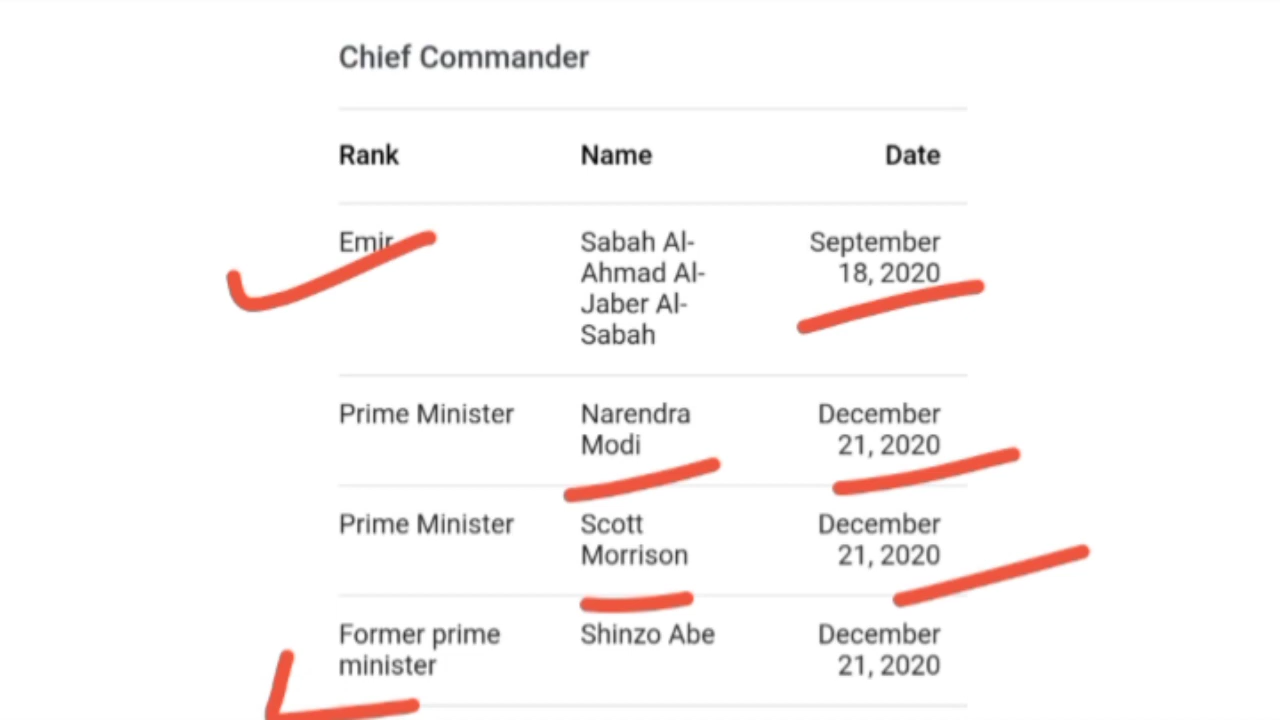 Chief Commander
Rank Name Date
Emir Sabah Al- September
Ahmad Al- 18, 2020
Jaber Al-
Sabah
Prime Minister Narendra December
Modi 21, 2020
Prime Minister Scott December
Morrison 21, 2020
Former prime Shinzo Abe December
minister 21, 2020